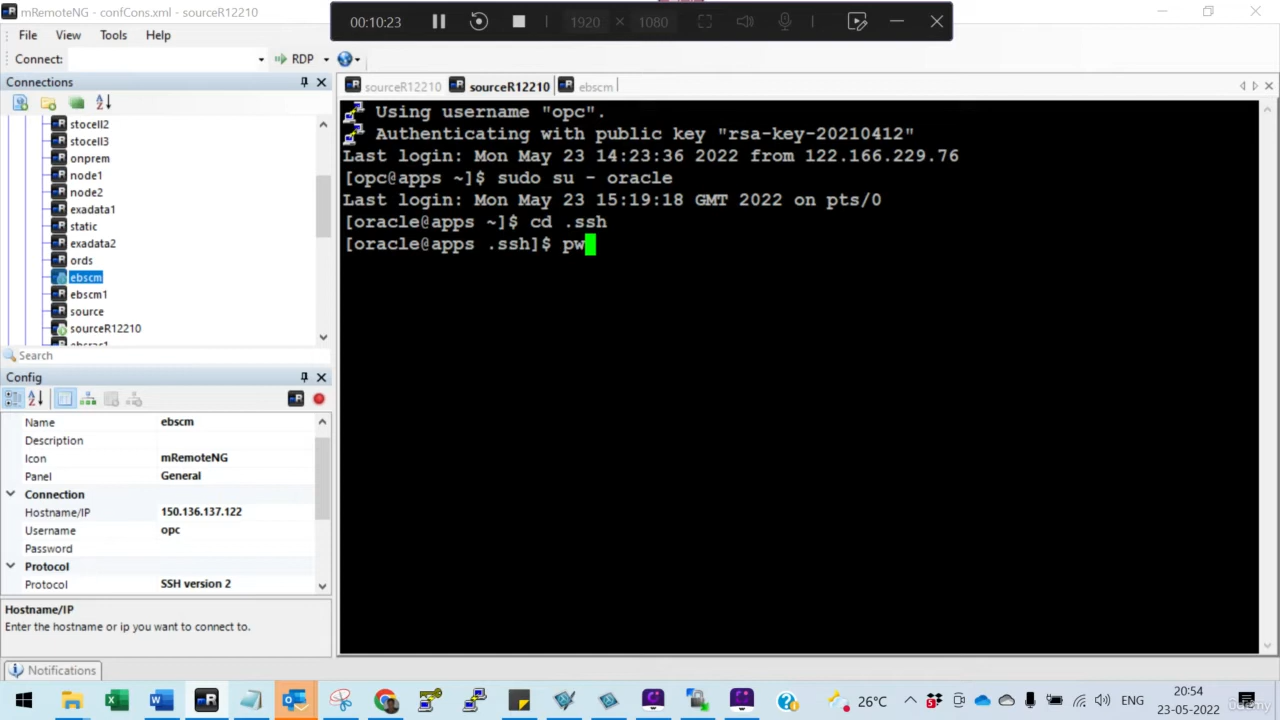 mRemoteNG - confCons.xml - sourceR12210
00:10:23
1920 × 1080
File View Tools Help
Connect: RDP
Connections
sourceR12210 sourceR12210 ebscm
stocell2
stocell3
onprem
node1
node2
exadata1
static
exadata2
ords
ebscm
ebscm1
source
sourceR12210
ebsrac1
Search
Config
Name ebscm
Description
Icon mRemoteNG
Panel General
Connection
Hostname/IP 150.136.137.122
Username opc
Password
Protocol
Protocol SSH version 2
Hostname/IP
Enter the hostname or ip you want to connect to.
Notifications
Using username "opc".
Authenticating with public key "rsa-key-20210412"
Last login: Mon May 23 14:23:36 2022 from 122.166.229.76
[opc@apps ~]$ sudo su - oracle
Last login: Mon May 23 15:19:18 GMT 2022 on pts/0
[oracle@apps ~]$ cd .ssh
[oracle@apps .ssh]$ pw
26°C
ENG
20:54
23-05-2022
udemy